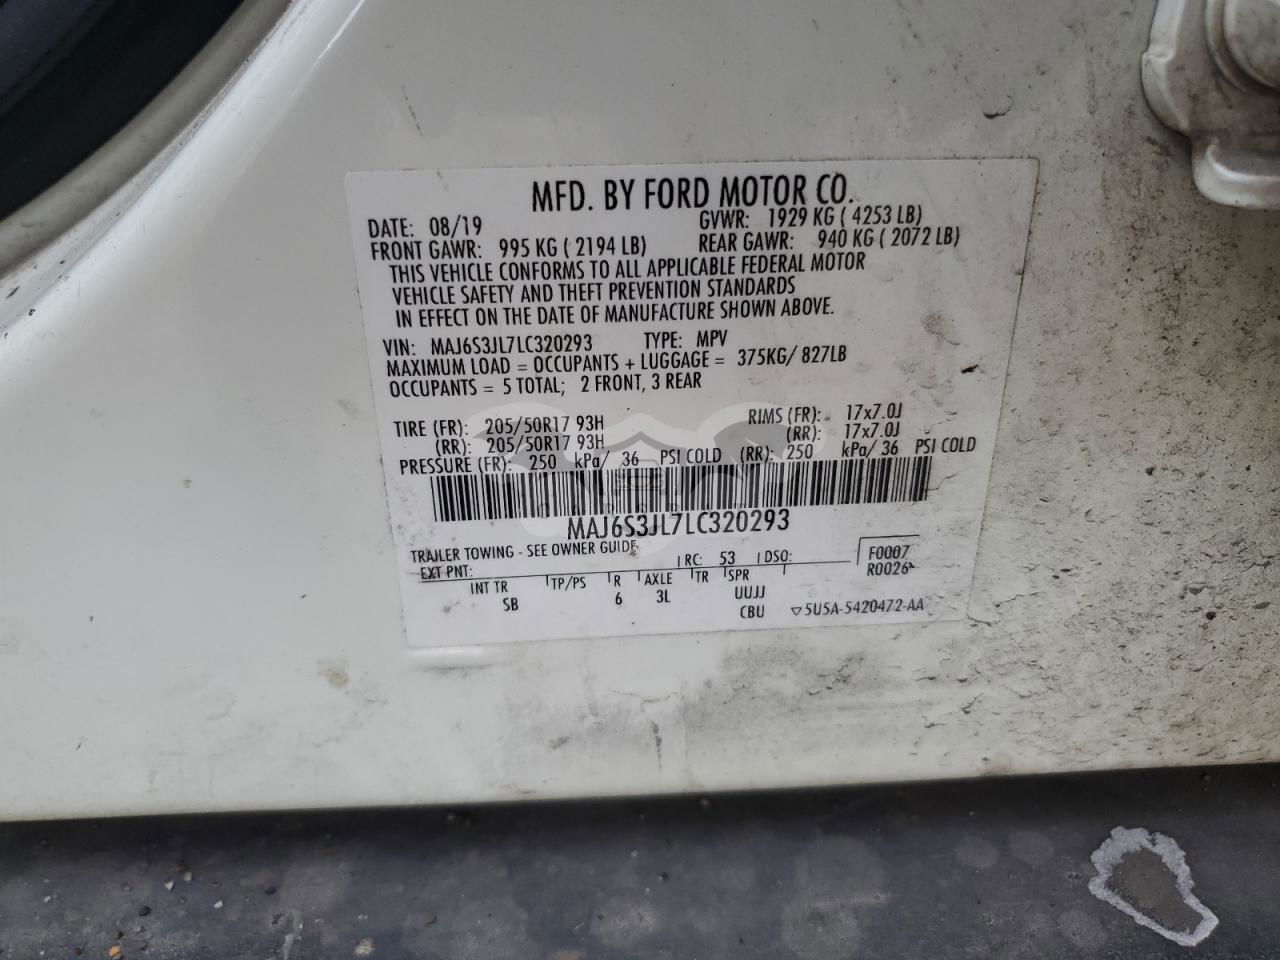 MFD. BY FORD MOTOR CO.
DATE: 08/19 GVWR: 1929 KG ( 4253 LB)
FRONT GAWR: 995 KG ( 2194 LB) REAR GAWR: 940 KG ( 2072 LB)
THIS VEHICLE CONFORMS TO ALL APPLICABLE FEDERAL MOTOR
VEHICLE SAFETY AND THEFT PREVENTION STANDARDS
IN EFFECT ON THE DATE OF MANUFACTURE SHOWN ABOVE.
VIN: MAJ6S3JL7LC320293 TYPE: MPV
MAXIMUM LOAD = OCCUPANTS + LUGGAGE = 375KG/ 827LB
OCCUPANTS = 5 TOTAL; 2 FRONT, 3 REAR
TIRE (FR): 205/50R17 93H RIMS (FR): 17x7.0J
(RR): 205/50R17 93H (RR): 17x7.0J
PRESSURE (FR): 250 kPa/ 36 PSI COLD (RR): 250 kPa/ 36 PSI COLD
MAJ6S3JL7LC320293
TRAILER TOWING - SEE OWNER GUIDE
EXT PNT: RC: 53 DSO: F0007
R0026
INT TR TP/PS R AXLE TR SPR
SB 6 3L UUJJ
CBU ▽5U5A-5420472-AA